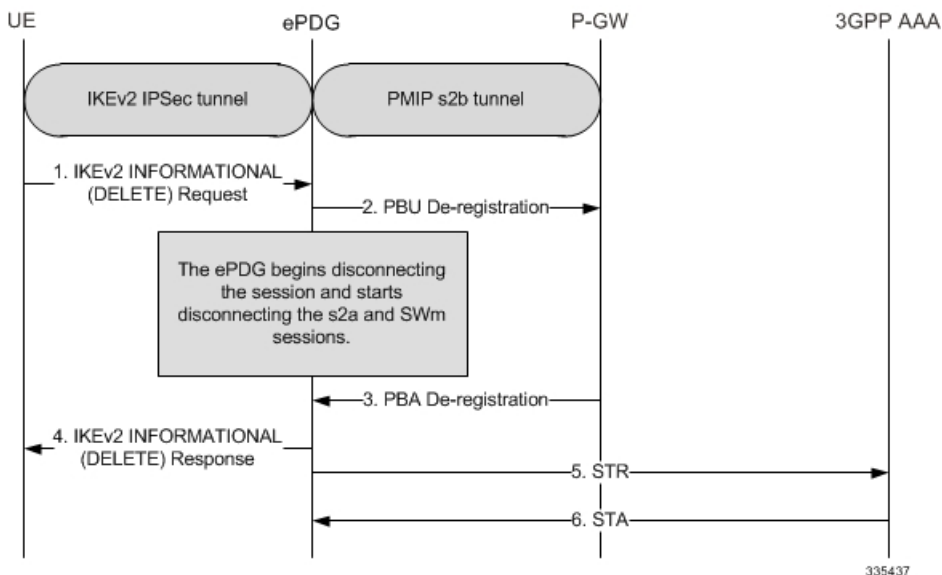 UE
ePDG
P-GW
3GPP AAA
IKEv2 IPSec tunnel
PMIP s2b tunnel
1. IKEv2 INFORMATIONAL
(DELETE) Request
2. PBU De-registration
The ePDG begins disconnecting
the session and starts
disconnecting the s2a and SWm
sessions.
3. PBA De-registration
4. IKEv2 INFORMATIONAL
(DELETE) Response
5. STR
6. STA
335437